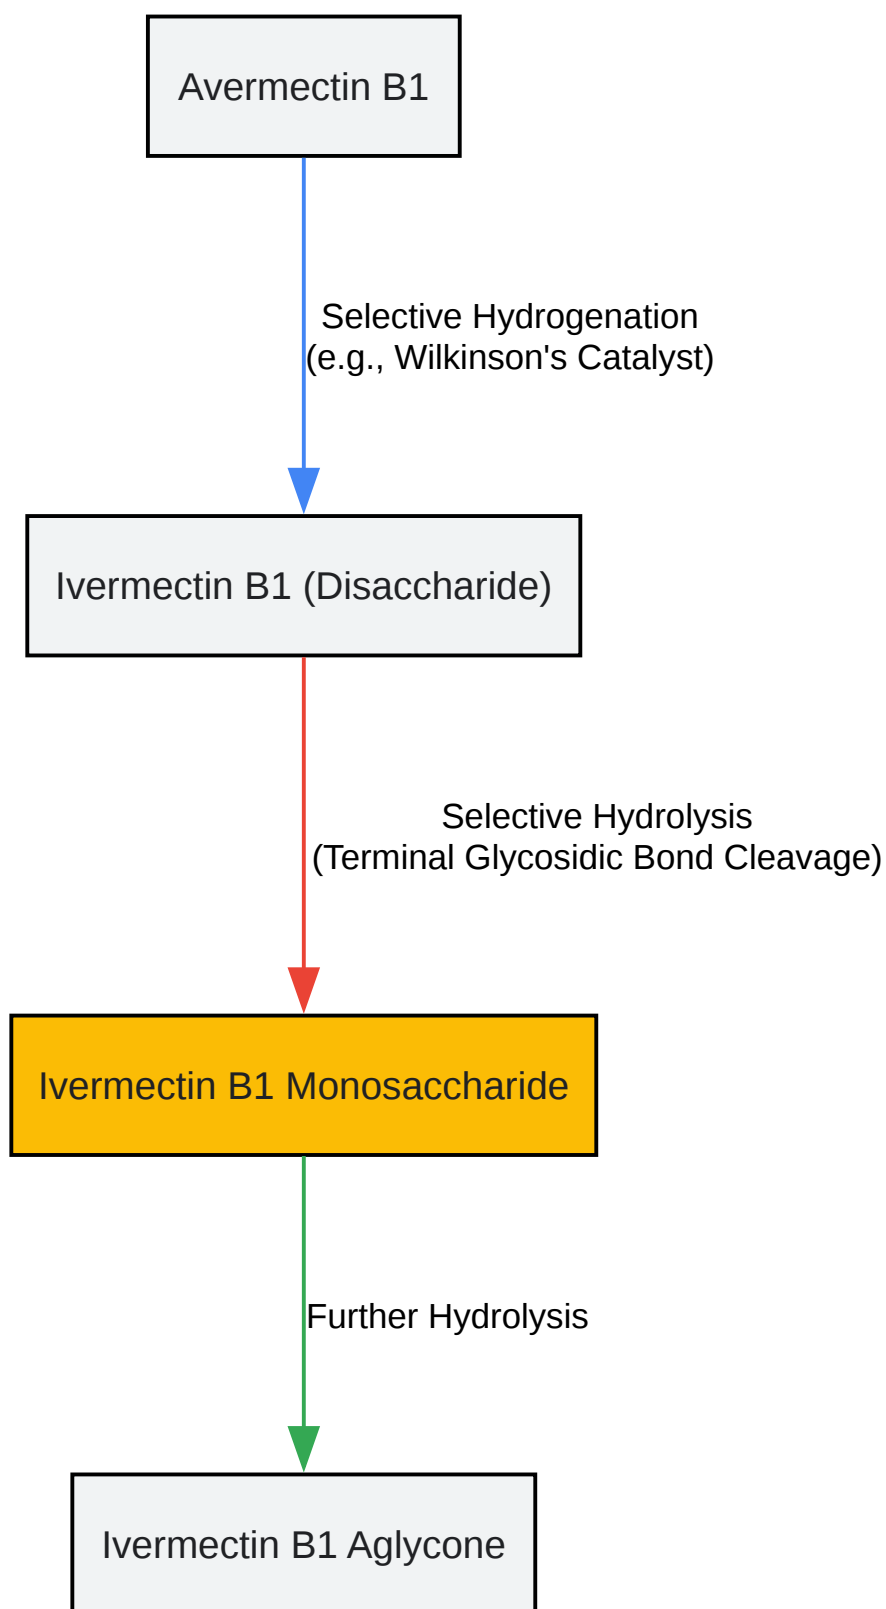 Avermectin B1
Selective Hydrogenation
(e.g., Wilkinson's Catalyst)
Ivermectin B1 (Disaccharide)
Selective Hydrolysis
(Terminal Glycosidic Bond Cleavage)
Ivermectin B1 Monosaccharide
Further Hydrolysis
Ivermectin B1 Aglycone